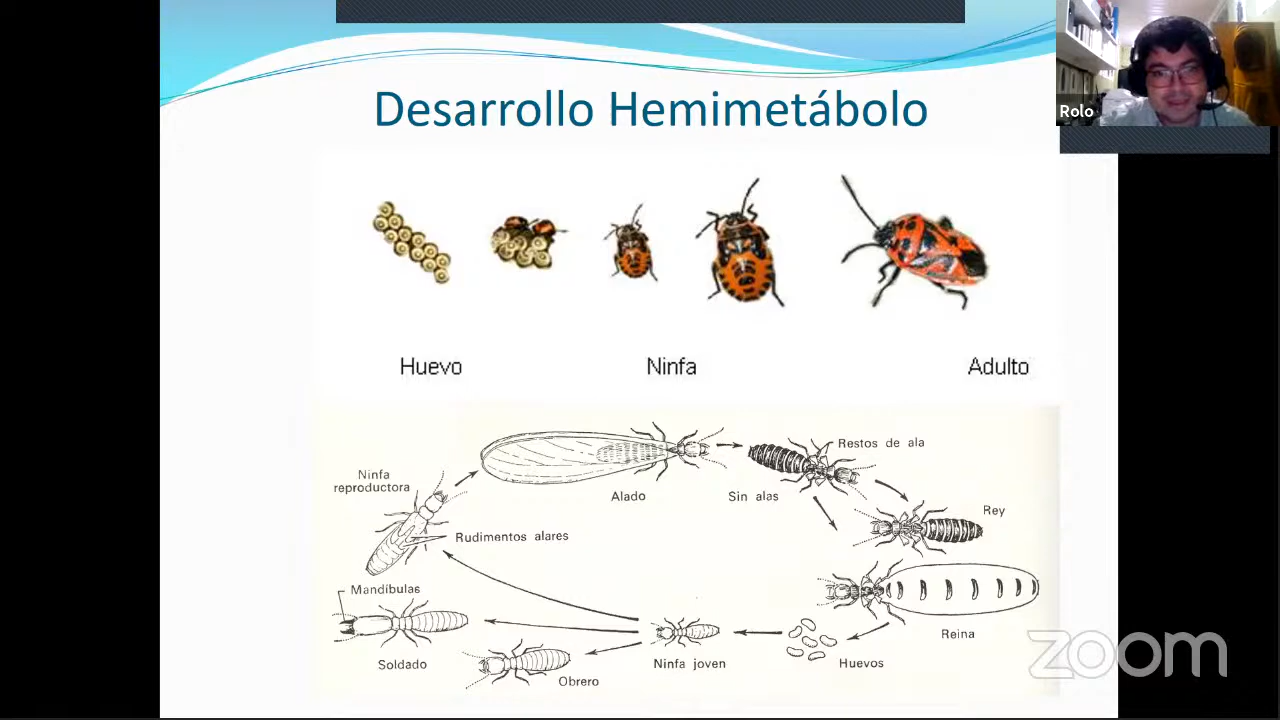 Rolo
Desarrollo Hemimetábolo
Huevo
Ninfa
Adulto
Restos de ala
Ninfa
reproductora
Alado
Sin alas
Rey
Rudimentos alares
Mandíbulas
Reina
Soldado
Ninfa joven
Huevos
Obrero
zoom